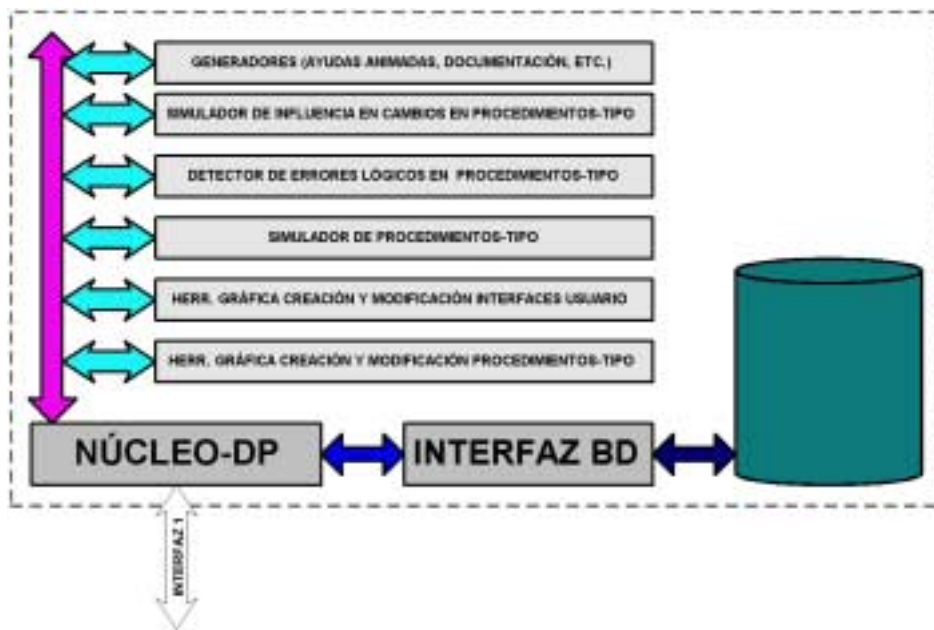 GENERADORES (AYUDAS ANIMADAS, DOCUMENTACIÓN, ETC.)
SIMULADOR DE INFLUENCIA EN CAMBIOS EN PROCEDIMIENTOS-TIPO
DETECTOR DE ERRORES LÓGICOS EN PROCEDIMIENTOS-TIPO
SIMULADOR DE PROCEDIMIENTOS-TIPO
HERR. GRÁFICA CREACIÓN Y MODIFICACIÓN INTERFACES USUARIO
HERR. GRÁFICA CREACIÓN Y MODIFICACIÓN PROCEDIMIENTOS-TIPO
NÚCLEO-DP
INTERFAZ BD
INTERFAZ 1